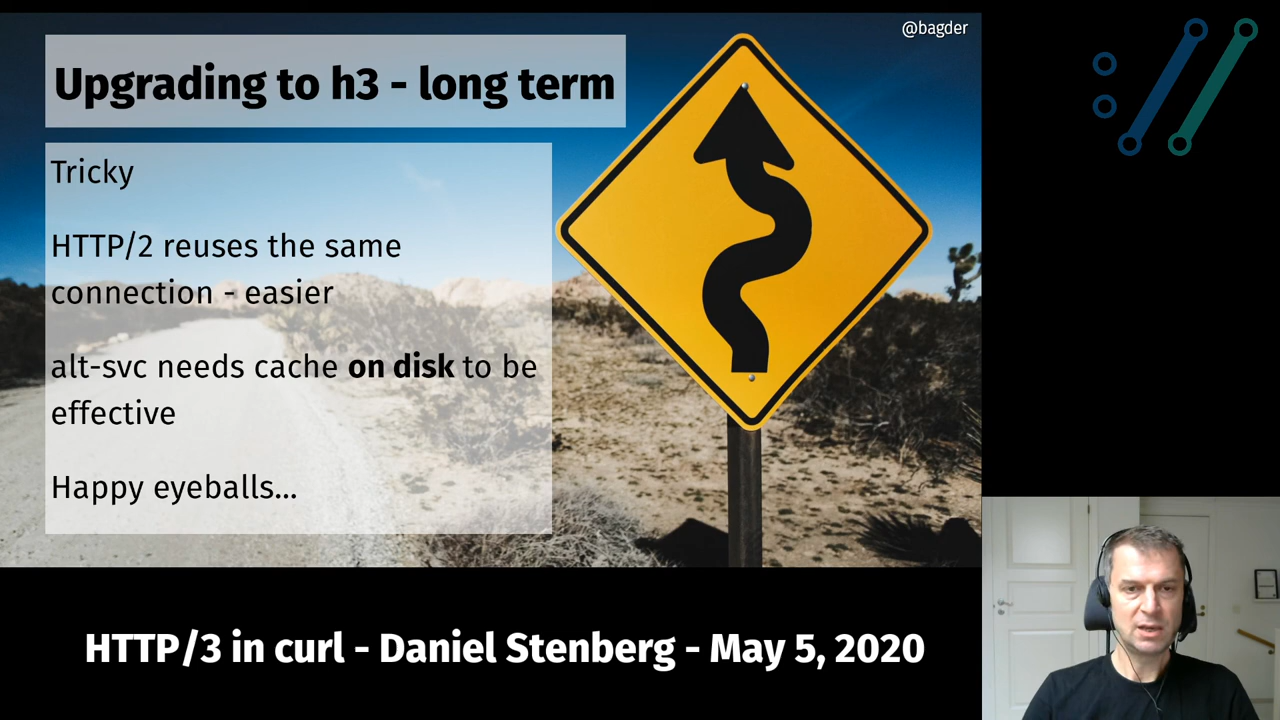 @bagder
Upgrading to h3 - long term
Tricky
HTTP/2 reuses the same
connection - easier
alt-svc needs cache on disk to be
effective
Happy eyeballs...
HTTP/3 in curl - Daniel Stenberg - May 5, 2020